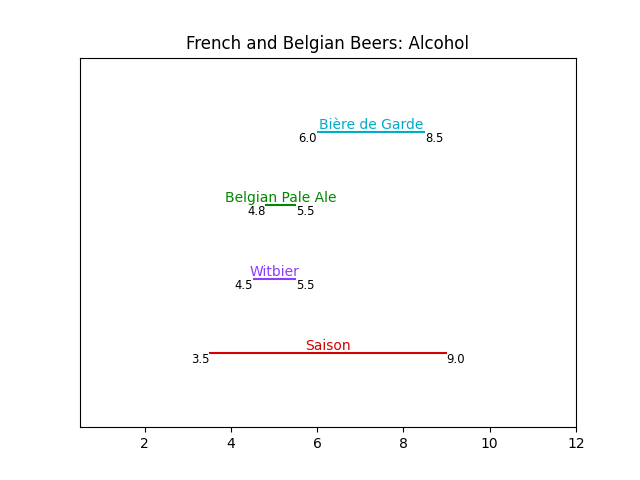 French and Belgian Beers: Alcohol
Bière de Garde
6.0 8.5
Belgian Pale Ale
4.8 5.5
Witbier
4.5 5.5
Saison
3.5 9.0
2 4 6 8 10 12